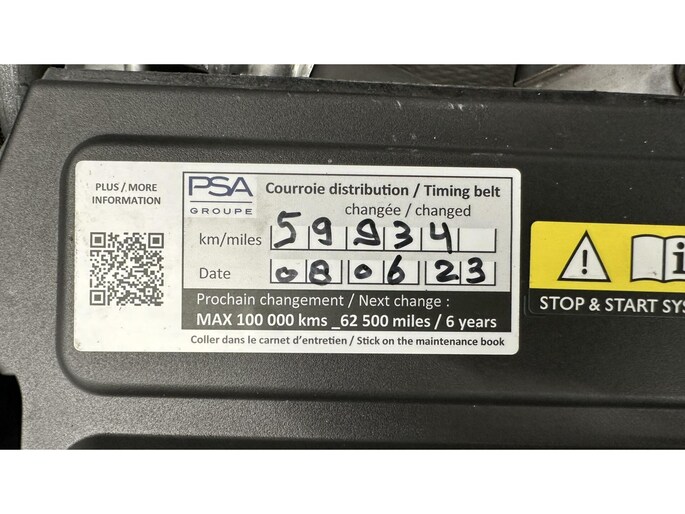 PLUS / MORE
INFORMATION
PSA
GROUPE
Courroie distribution / Timing belt
changée / changed
km/miles 59934
Date 080623
Prochain changement / Next change :
MAX 100 000 kms _62 500 miles / 6 years
Coller dans le carnet d'entretien / Stick on the maintenance book
STOP & START SYS